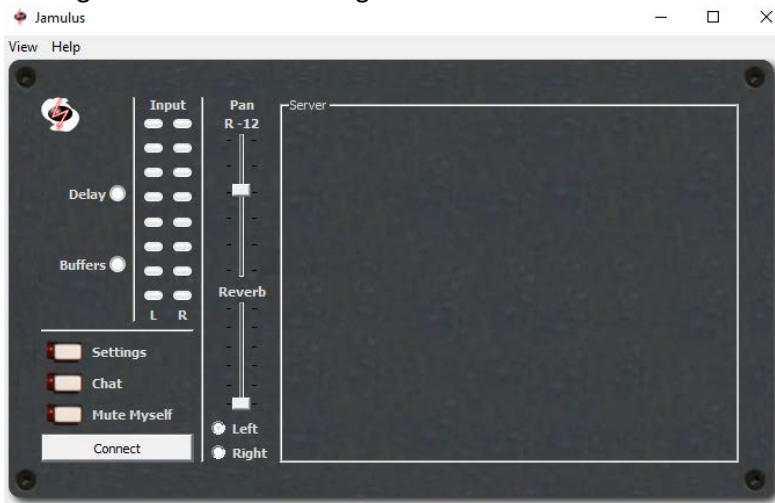 Jamulus
View Help
Input
Pan
R -12
Server
Delay
Buffers
L R
Reverb
Settings
Chat
Mute Myself
Connect
Left
Right